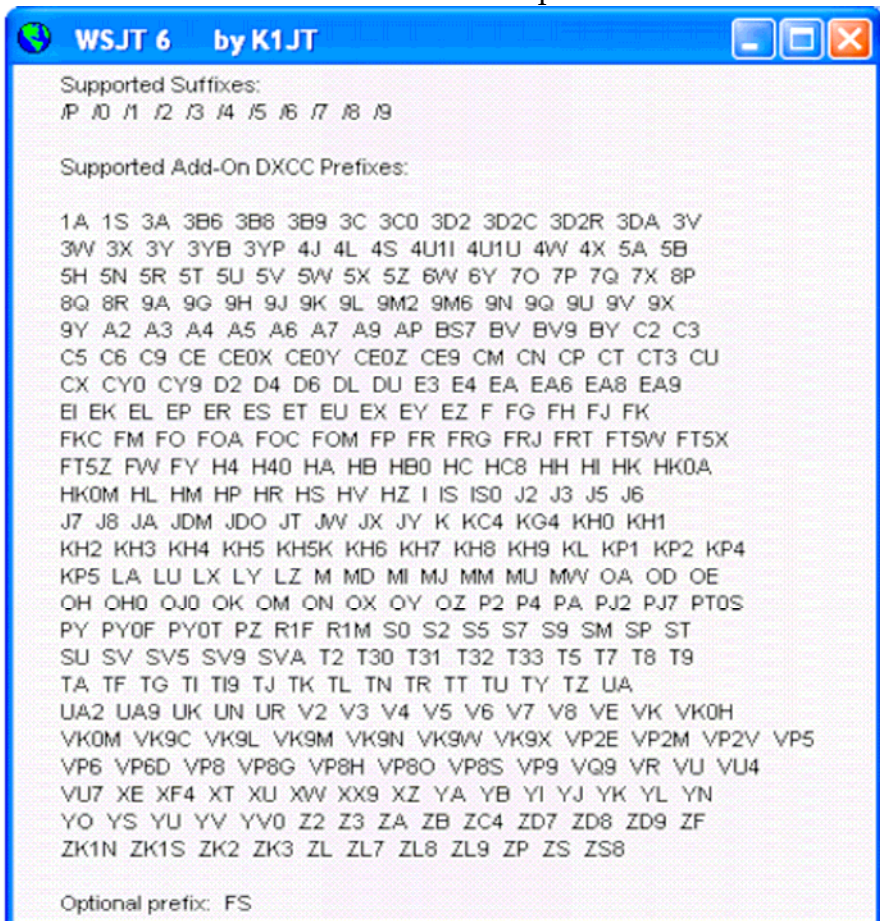 WSJT 6 by K1JT
Supported Suffixes:
/P /0 /1 /2 /3 /4 /5 /6 /7 /8 /9
Supported Add-On DXCC Prefixes:
1A 1S 3A 3B6 3B8 3B9 3C 3C0 3D2 3D2C 3D2R 3DA 3V
3W 3X 3Y 3YB 3YP 4J 4L 4S 4U1I 4U1U 4W 4X 5A 5B
5H 5N 5R 5T 5U 5V 5W 5X 5Z 6W 6Y 7O 7P 7Q 7X 8P
8Q 8R 9A 9G 9H 9J 9K 9L 9M2 9M6 9N 9Q 9U 9V 9X
9Y A2 A3 A4 A5 A6 A7 A9 AP BS7 BV BV9 BY C2 C3
C5 C6 C9 CE CE0X CE0Y CE0Z CE9 CM CN CP CT CT3 CU
CX CY0 CY9 D2 D4 D6 DL DU E3 E4 EA EA6 EA8 EA9
EI EK EL EP ER ES ET EU EX EY EZ F FG FH FJ FK
FKC FM FO FOA FOC FOM FP FR FRG FRJ FRT FT5W FT5X
FT5Z FW FY H4 H40 HA HB HB0 HC HC8 HH HI HK HK0A
HK0M HL HM HP HR HS HV HZ I IS IS0 J2 J3 J5 J6
J7 J8 JA JDM JDO JT JW JX JY K KC4 KG4 KH0 KH1
KH2 KH3 KH4 KH5 KH5K KH6 KH7 KH8 KH9 KL KP1 KP2 KP4
KP5 LA LU LX LY LZ M MD MI MJ MM MU MW OA OD OE
OH OH0 OJ0 OK OM ON OX OY OZ P2 P4 PA PJ2 PJ7 PT0S
PY PY0F PY0T PZ R1F R1M S0 S2 S5 S7 S9 SM SP ST
SU SV SV5 SV9 SVA T2 T30 T31 T32 T33 T5 T7 T8 T9
TA TF TG TI TI9 TJ TK TL TN TR TT TU TY TZ UA
UA2 UA9 UK UN UR V2 V3 V4 V5 V6 V7 V8 VE VK VK0H
VK0M VK9C VK9L VK9M VK9N VK9W VK9X VP2E VP2M VP2V VP5
VP6 VP6D VP8 VP8G VP8H VP8O VP8S VP9 VQ9 VR VU VU4
VU7 XE XF4 XT XU XW XX9 XZ YA YB YI YJ YK YL YN
YO YS YU YV YV0 Z2 Z3 ZA ZB ZC4 ZD7 ZD8 ZD9 ZF
ZK1N ZK1S ZK2 ZK3 ZL ZL7 ZL8 ZL9 ZP ZS ZS8
Optional prefix: FS